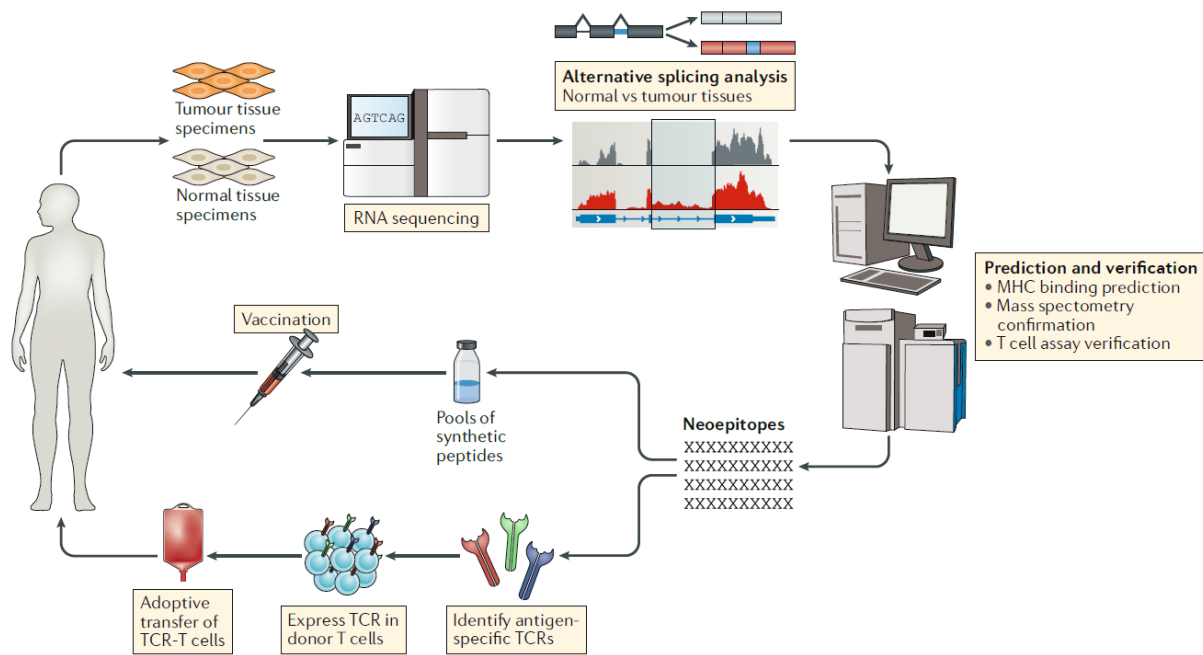 Tumour tissue
specimens
Normal tissue
specimens
AGTCAG
RNA sequencing
Alternative splicing analysis
Normal vs tumour tissues
Prediction and verification
• MHC binding prediction
• Mass spectometry
confirmation
• T cell assay verification
Neoepitopes
XXXXXXXXXX
XXXXXXXXXX
XXXXXXXXXX
XXXXXXXXXX
Vaccination
Pools of
synthetic
peptides
Identify antigen-
specific TCRs
Express TCR in
donor T cells
Adoptive
transfer of
TCR-T cells